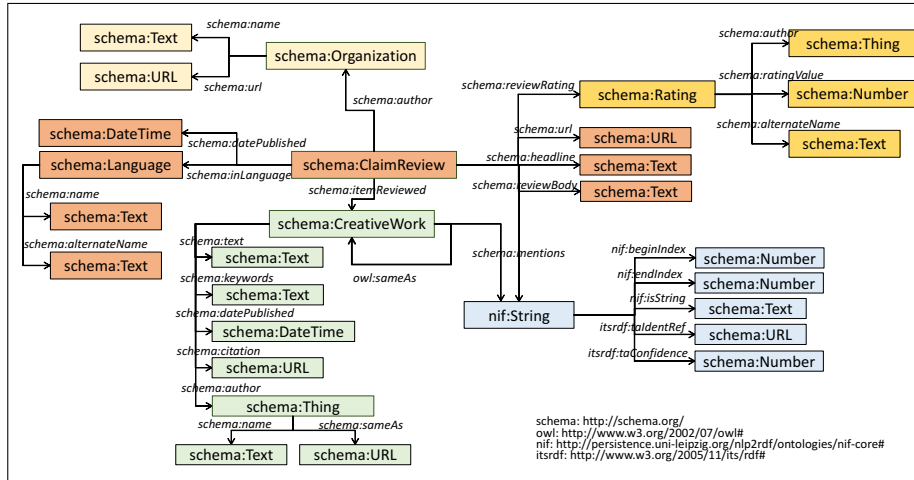 schema:name
schema:author
schema:Text
schema:Organization
schema:Thing
schema:URL
schema:url
schema:reviewRating
schema:ratingValue
schema:Rating
schema:Number
schema:author
schema:alternateName
schema:DateTime
schema:datePublished
schema:url
schema:URL
schema:Text
schema:Language
schema:inLanguage
schema:ClaimReview
schema:headline
schema:Text
schema:name
schema:itemReviewed
schema:reviewBody
schema:Text
schema:Text
schema:CreativeWork
schema:alternateName
schema:text
schema:Text
schema:mentions
nif:beginIndex
schema:Number
schema:Text
owl:sameAs
nif:endIndex
schema:Number
schema:keywords
schema:Text
nif:isString
schema:Text
schema:datePublished
nif:String
schema:DateTime
itsrdf:taIdentRef
schema:URL
schema:citation
schema:URL
itsrdf:taConfidence
schema:Number
schema:author
schema:Thing
schema:name
schema:sameAs
schema:Text
schema:URL
schema: http://schema.org/
owl: http://www.w3.org/2002/07/owl#
nif: http://persistence.uni-leipzig.org/nlp2rdf/ontologies/nif-core#
itsrdf: http://www.w3.org/2005/11/its/rdf#